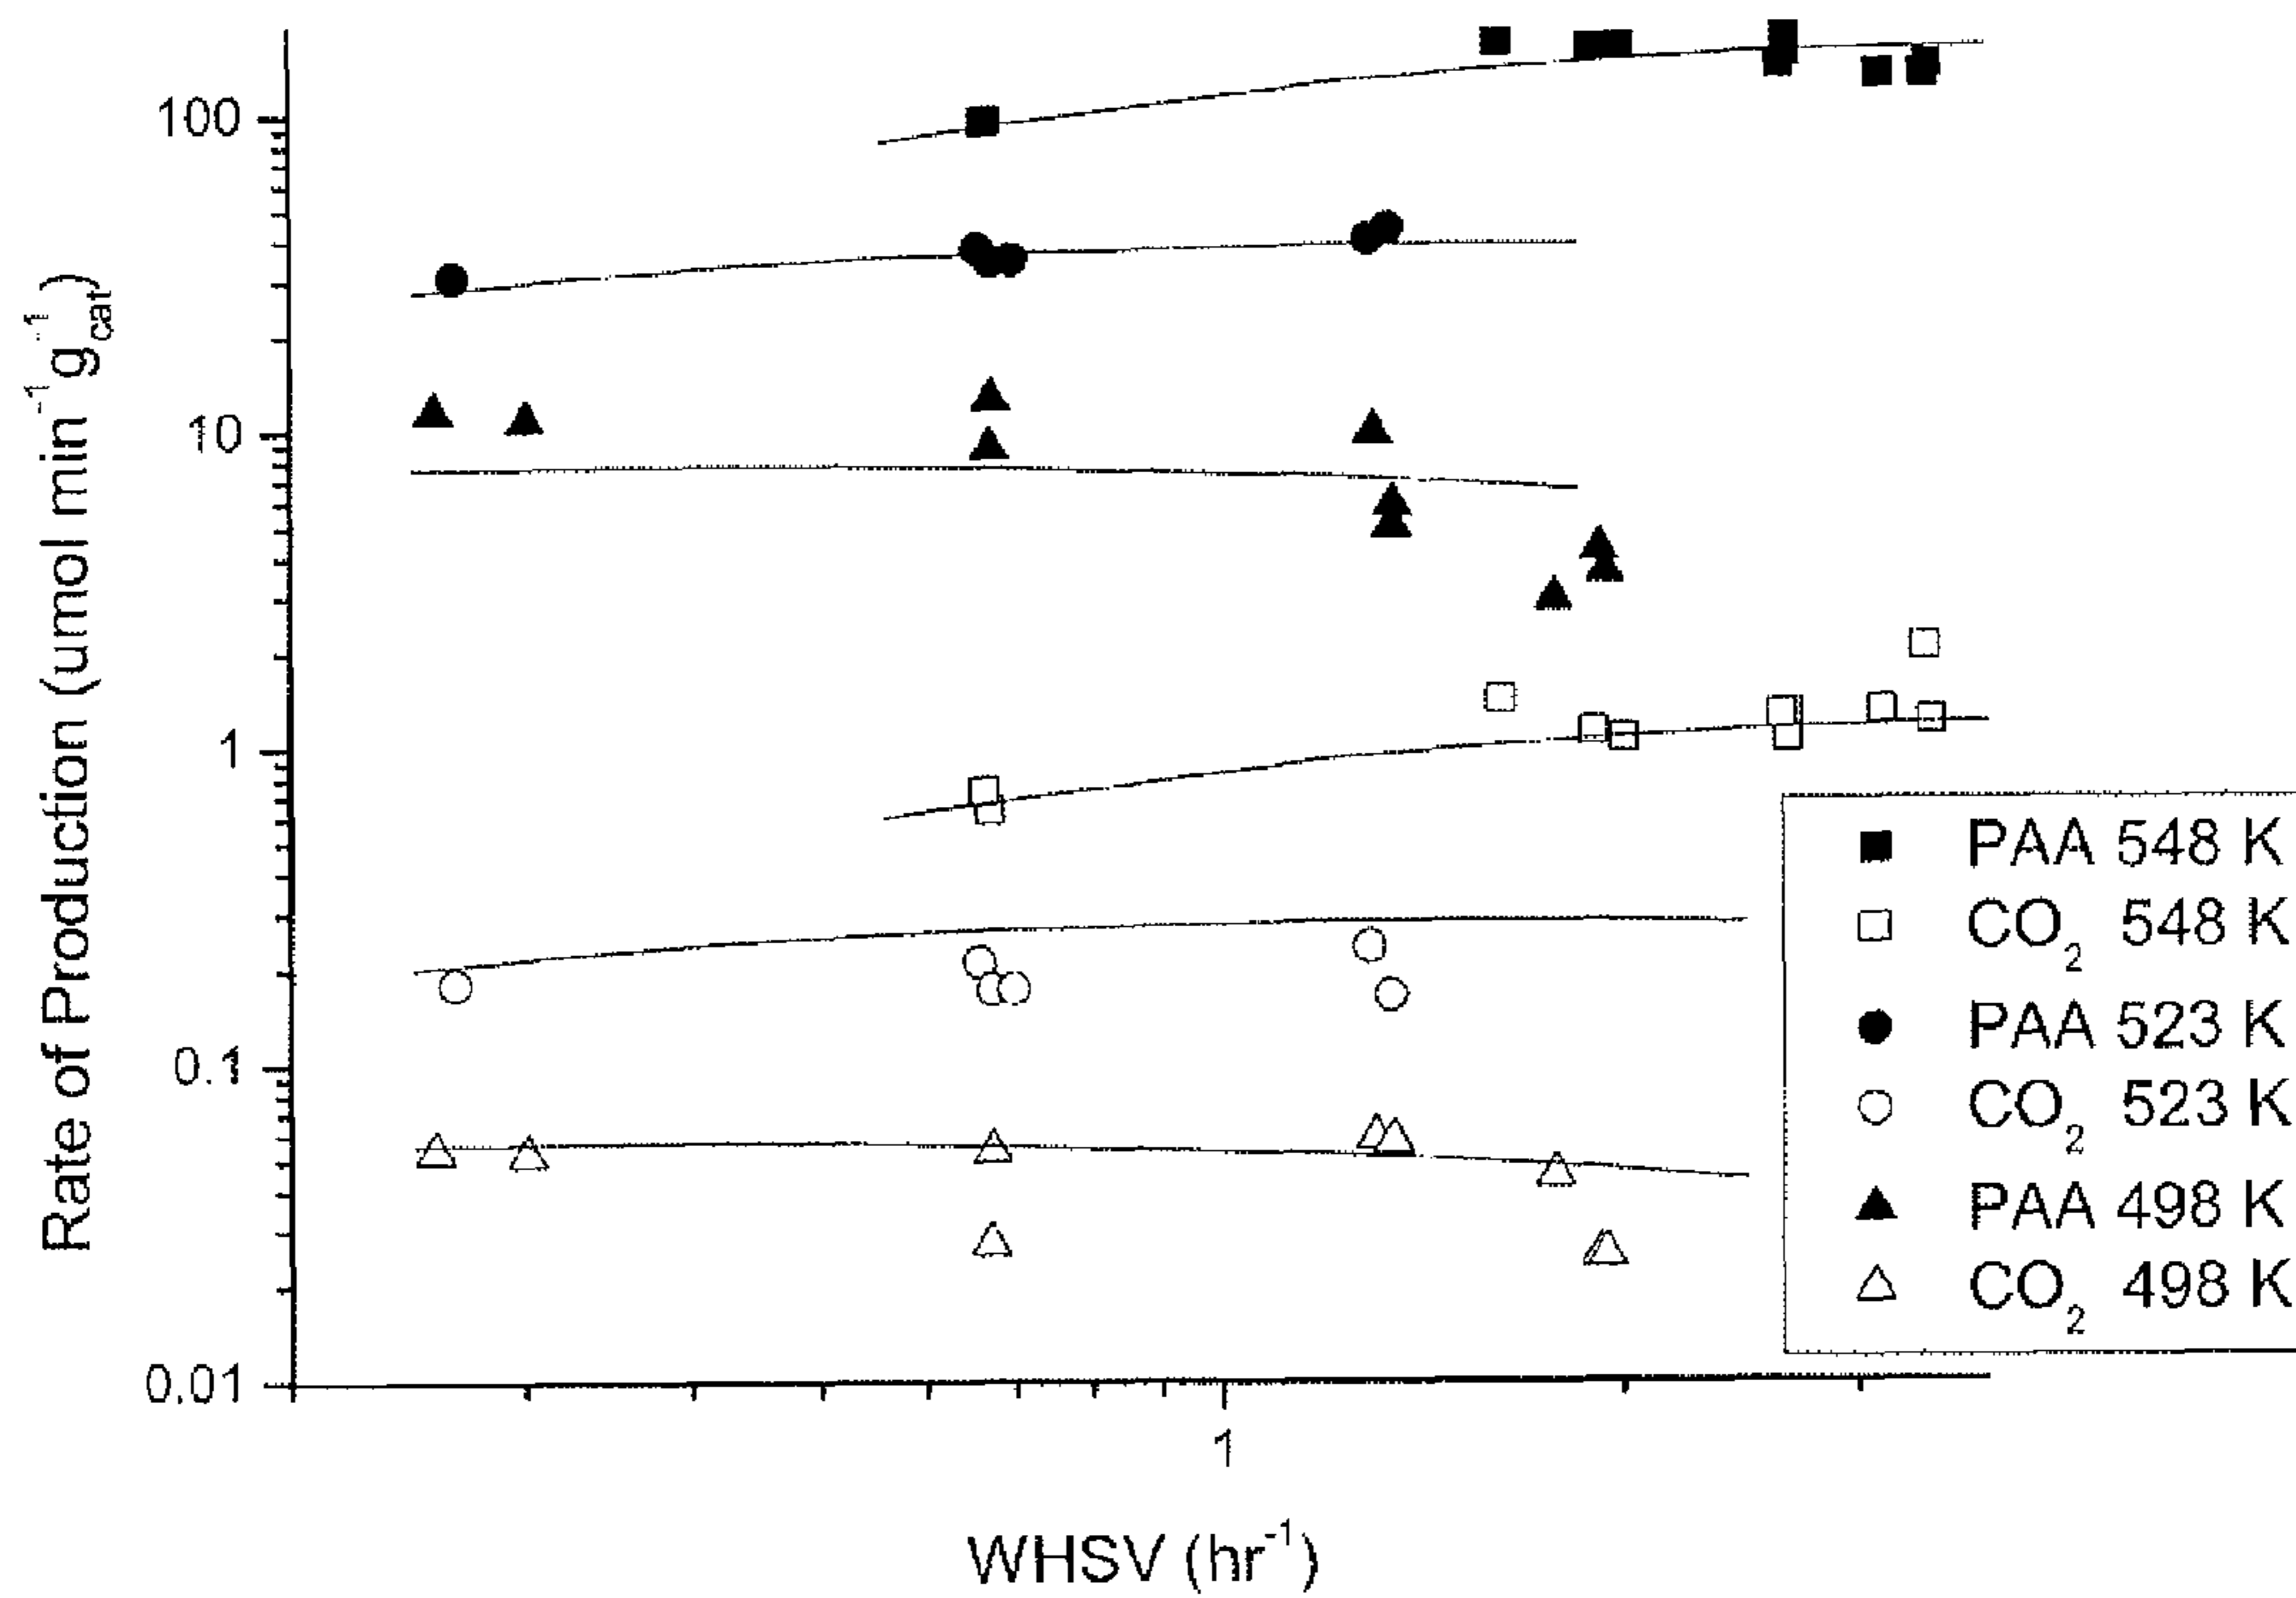 Rate of Production (umol min⁻¹ g_cat⁻¹)
100
10
1
0.1
0.01
1
WHSV (hr⁻¹)
PAA 548 K
CO₂ 548 K
PAA 523 K
CO₂ 523 K
PAA 498 K
CO₂ 498 K